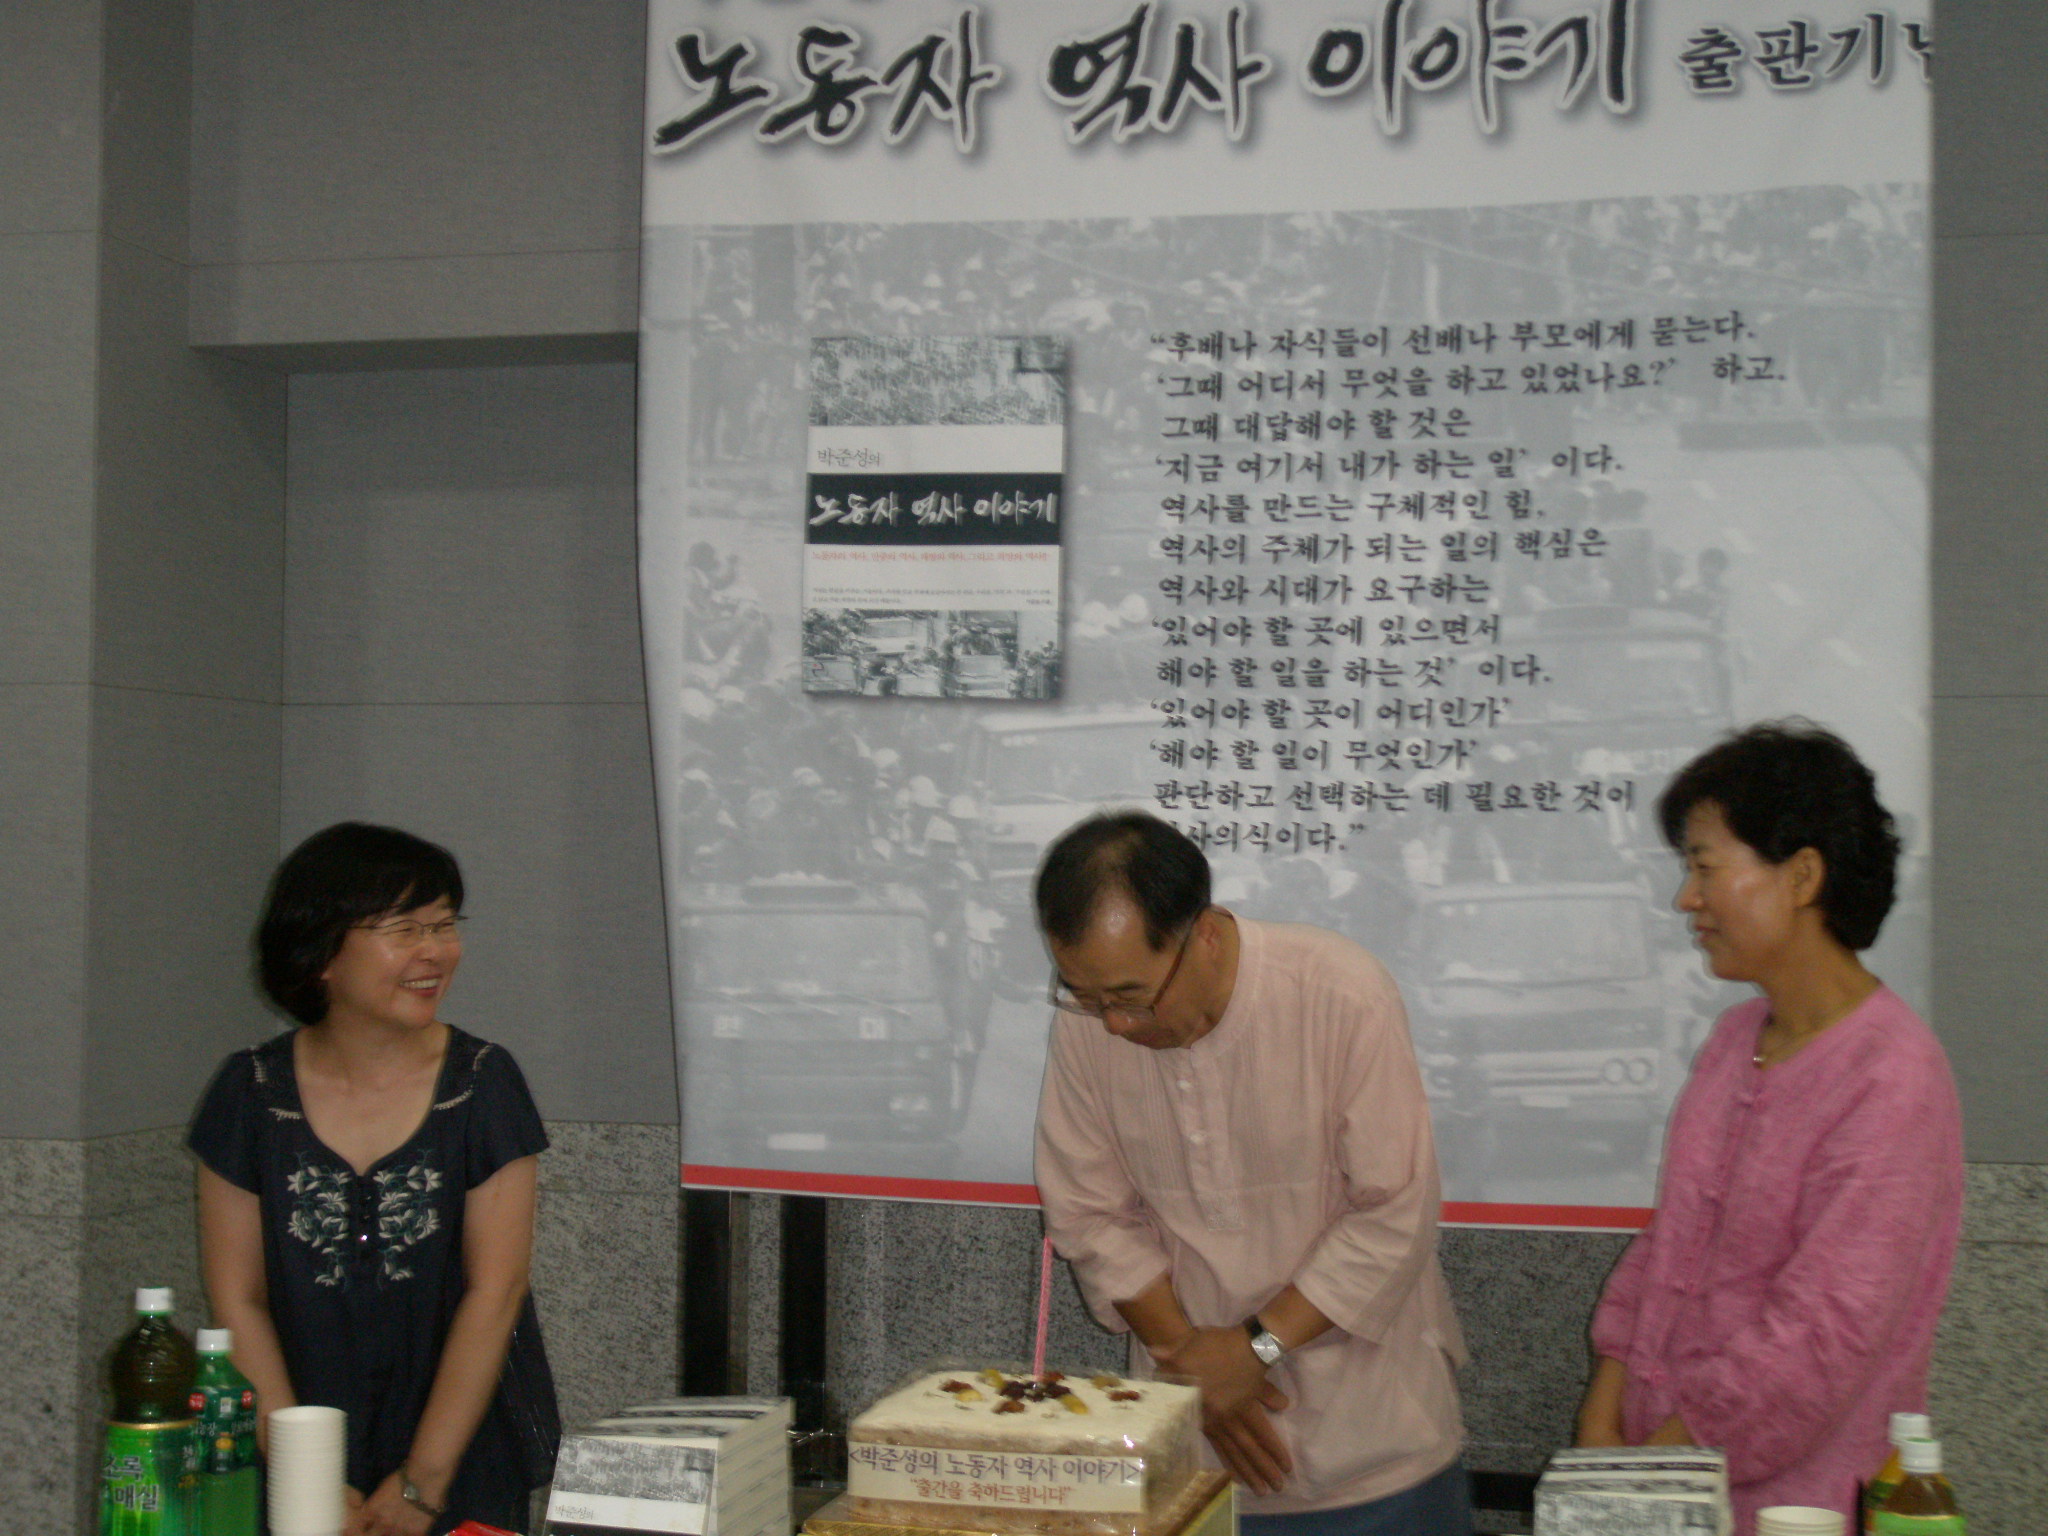 노동자 역사 이야기 출판기념
박준성의
노동자 역사 이야기
“후배나 자식들이 선배나 부모에게 묻는다.
‘그때 어디서 무엇을 하고 있었나요?’ 하고.
그때 대답해야 할 것은
‘지금 여기서 내가 하는 일’ 이다.
역사를 만드는 구체적인 힘,
역사의 주체가 되는 일의 핵심은
역사와 시대가 요구하는
‘있어야 할 곳에 있으면서
해야 할 일을 하는 것’ 이다.
‘있어야 할 곳이 어디인가’
‘해야 할 일이 무엇인가’
판단하고 선택하는 데 필요한 것이
역사의식이다.”
초록
매실
박준성의
<박준성의 노동자 역사 이야기>
“출간을 축하드립니다”